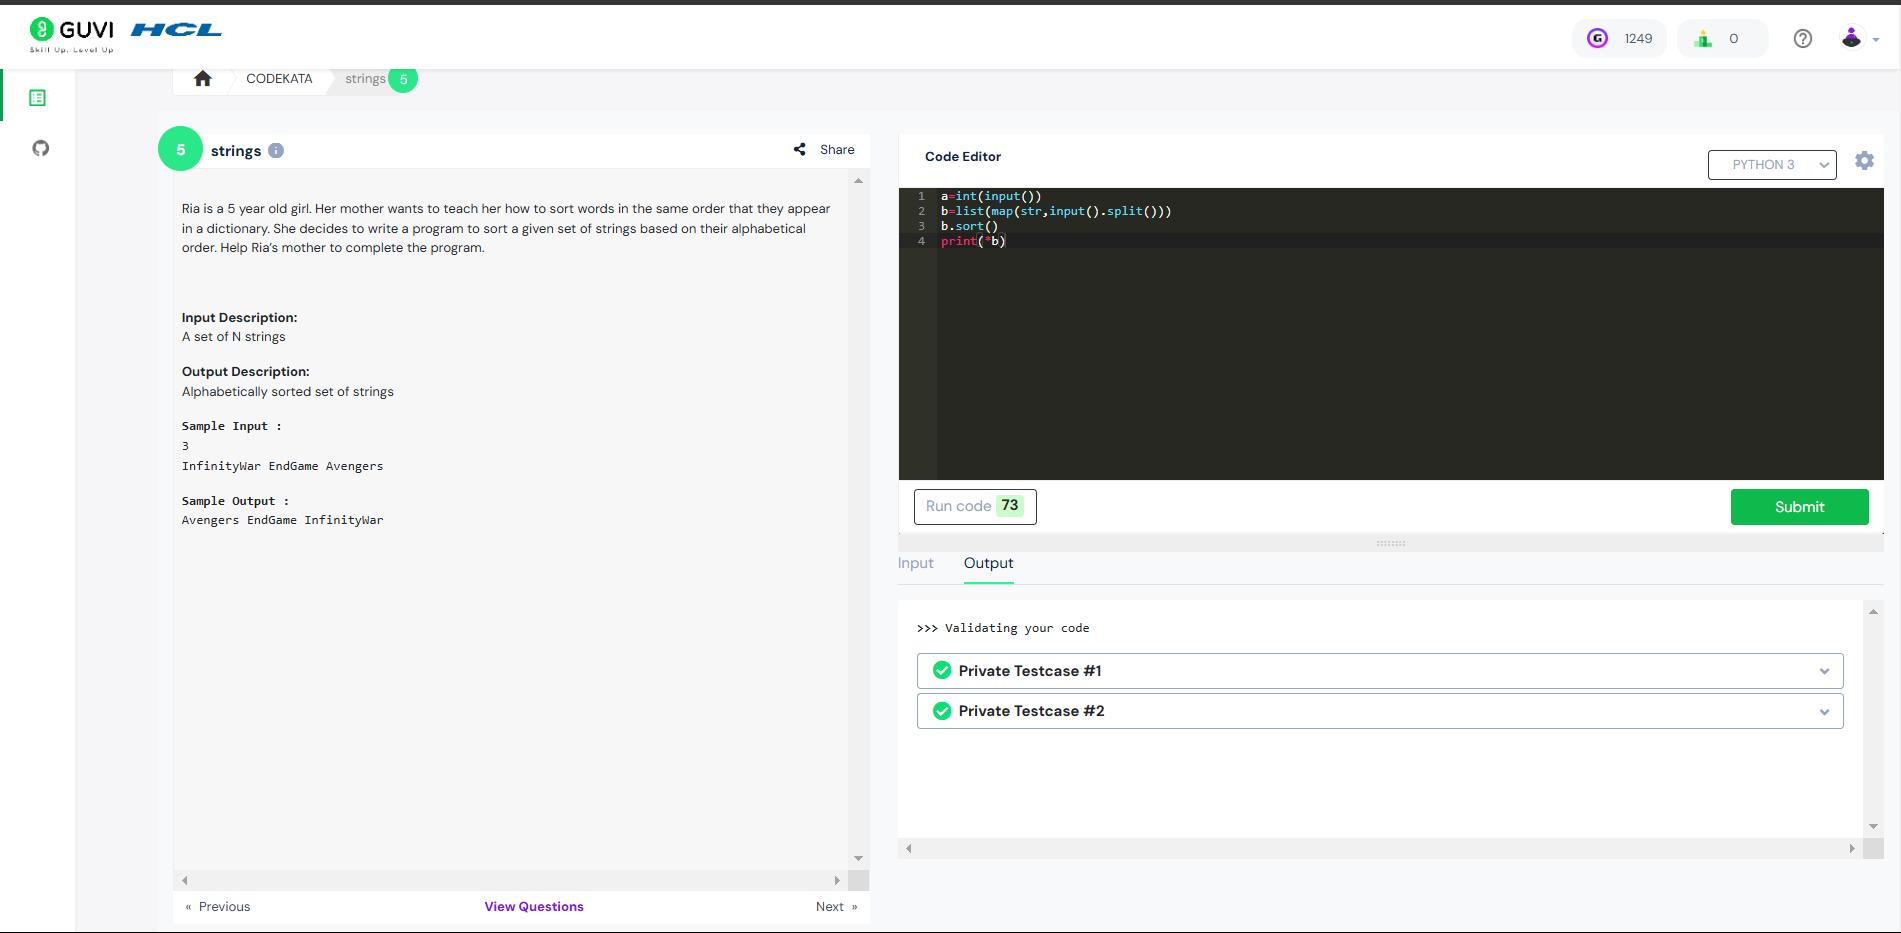 GUVI HCL
Skill Up. Level Up
1249
0
CODEKATA
strings 5
5 strings
Share
Ria is a 5 year old girl. Her mother wants to teach her how to sort words in the same order that they appear
in a dictionary. She decides to write a program to sort a given set of strings based on their alphabetical
order. Help Ria’s mother to complete the program.
Input Description:
A set of N strings
Output Description:
Alphabetically sorted set of strings
Sample Input :
3
InfinityWar EndGame Avengers
Sample Output :
Avengers EndGame InfinityWar
« Previous
View Questions
Next »
Code Editor
PYTHON 3
1 a=int(input())
2 b=list(map(str,input().split()))
3 b.sort()
4 print(*b)
Run code 73
Submit
Input
Output
>>> Validating your code
Private Testcase #1
Private Testcase #2